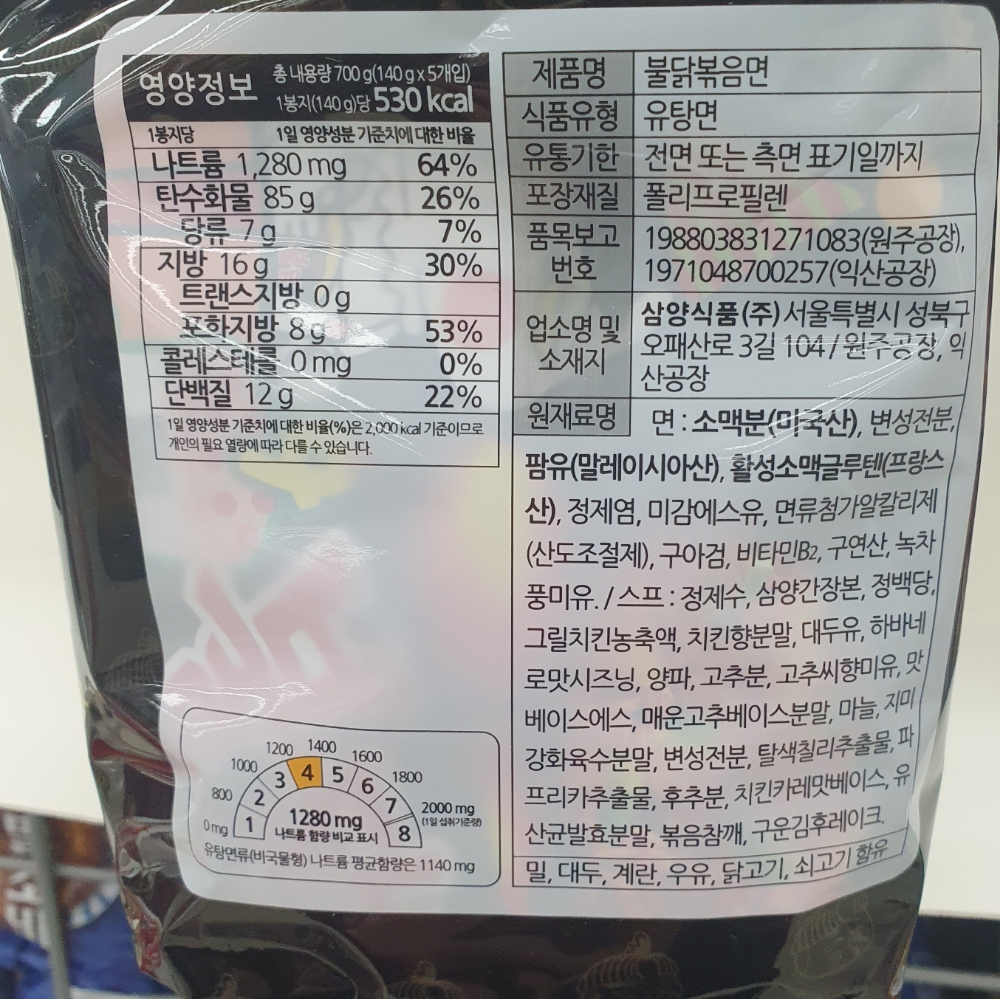 영양정보
총 내용량 700 g(140 g x 5개입)
1봉지(140 g)당 530 kcal
1봉지당 1일 영양성분 기준치에 대한 비율
나트륨 1,280 mg 64%
탄수화물 85 g 26%
당류 7 g 7%
지방 16 g 30%
트랜스지방 0 g
포화지방 8 g 53%
콜레스테롤 0 mg 0%
단백질 12 g 22%
1일 영양성분 기준치에 대한 비율(%)은 2,000 kcal 기준이므로
개인의 필요 열량에 따라 다를 수 있습니다.
1000 1200 1400 1600 1800
800 2000 mg
0 mg (1일 섭취기준량)
1 2 3 4 5 6 7 8
1280 mg
나트륨 함량 비교 표시
유탕면류(비국물형) 나트륨 평균함량은 1140 mg
제품명 불닭볶음면
식품유형 유탕면
유통기한 전면 또는 측면 표기일까지
포장재질 폴리프로필렌
품목보고 198803831271083(원주공장),
번호 1971048700257(익산공장)
업소명 및 삼양식품(주) 서울특별시 성북구
소재지 오패산로 3길 104 / 원주공장, 익
산공장
원재료명 면 : 소맥분(미국산), 변성전분,
팜유(말레이시아산), 활성소맥글루텐(프랑스
산), 정제염, 미감에스유, 면류첨가알칼리제
(산도조절제), 구아검, 비타민B2, 구연산, 녹차
풍미유. / 스프 : 정제수, 삼양간장본, 정백당,
그릴치킨농축액, 치킨향분말, 대두유, 하바네
로맛시즈닝, 양파, 고추분, 고추씨향미유, 맛
베이스에스, 매운고추베이스분말, 마늘, 지미
강화육수분말, 변성전분, 탈색칠리추출물, 파
프리카추출물, 후추분, 치킨카레맛베이스, 유
산균발효분말, 볶음참깨, 구운김후레이크.
밀, 대두, 계란, 우유, 닭고기, 쇠고기 함유